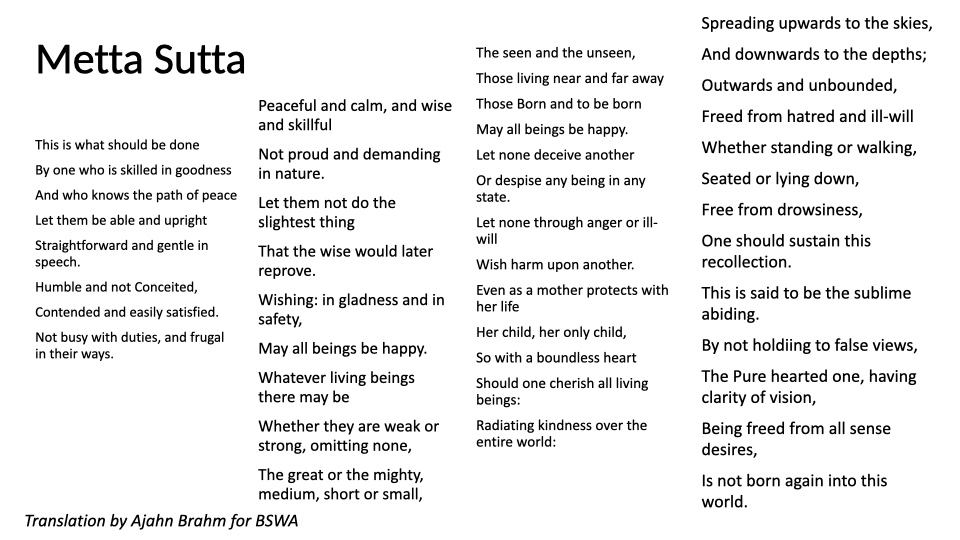 Metta Sutta
This is what should be done
By one who is skilled in goodness
And who knows the path of peace
Let them be able and upright
Straightforward and gentle in
speech.
Humble and not Conceited,
Contended and easily satisfied.
Not busy with duties, and frugal
in their ways.
Peaceful and calm, and wise
and skillful
Not proud and demanding
in nature.
Let them not do the
slightest thing
That the wise would later
reprove.
Wishing: in gladness and in
safety,
May all beings be happy.
Whatever living beings
there may be
Whether they are weak or
strong, omitting none,
The great or the mighty,
medium, short or small,
The seen and the unseen,
Those living near and far away
Those Born and to be born
May all beings be happy.
Let none deceive another
Or despise any being in any
state.
Let none through anger or ill-
will
Wish harm upon another.
Even as a mother protects with
her life
Her child, her only child,
So with a boundless heart
Should one cherish all living
beings:
Radiating kindness over the
entire world:
Spreading upwards to the skies,
And downwards to the depths;
Outwards and unbounded,
Freed from hatred and ill-will
Whether standing or walking,
Seated or lying down,
Free from drowsiness,
One should sustain this
recollection.
This is said to be the sublime
abiding.
By not holdiing to false views,
The Pure hearted one, having
clarity of vision,
Being freed from all sense
desires,
Is not born again into this
world.
Translation by Ajahn Brahm for BSWA